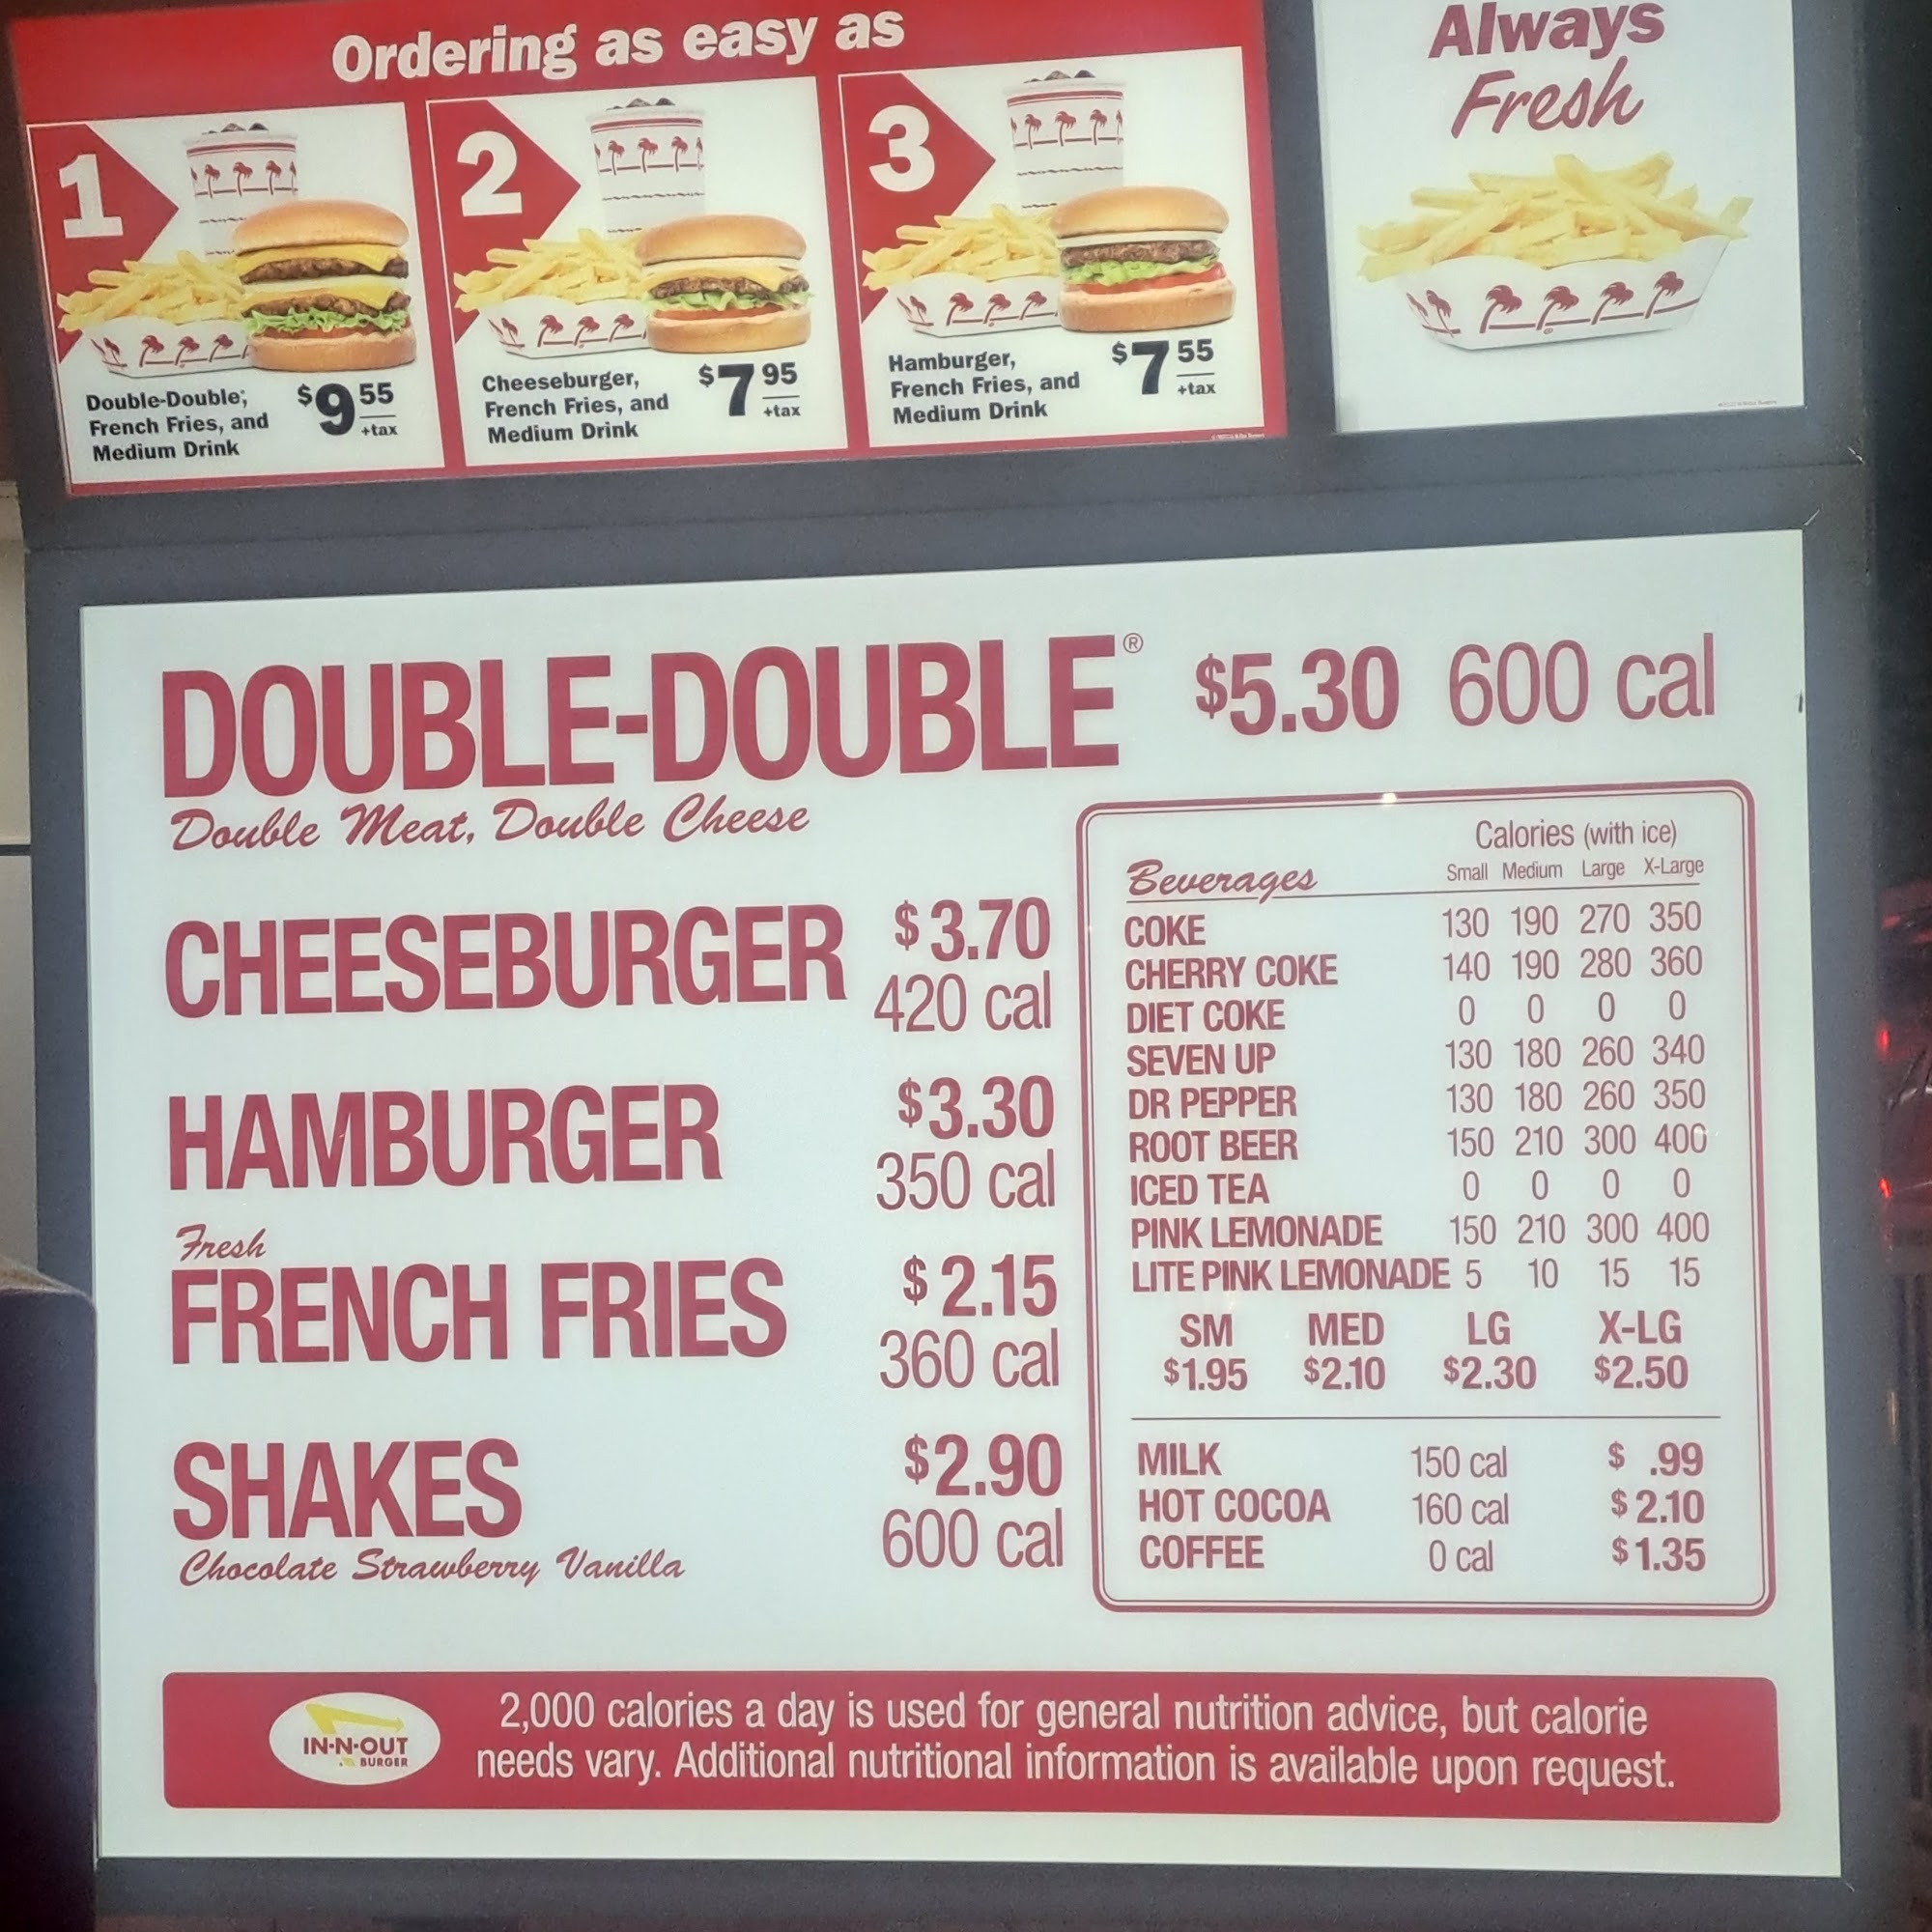 Ordering as easy as
1
Double-Double®,
French Fries, and
Medium Drink
$9 55
+tax
2
Cheeseburger,
French Fries, and
Medium Drink
$7 95
+tax
3
Hamburger,
French Fries, and
Medium Drink
$7 55
+tax
Always
Fresh
DOUBLE-DOUBLE® $5.30 600 cal
Double Meat, Double Cheese
CHEESEBURGER $3.70
420 cal
HAMBURGER $3.30
350 cal
Fresh
FRENCH FRIES $2.15
360 cal
SHAKES $2.90
600 cal
Chocolate Strawberry Vanilla
Calories (with ice)
Beverages Small Medium Large X-Large
COKE 130 190 270 350
CHERRY COKE 140 190 280 360
DIET COKE 0 0 0 0
SEVEN UP 130 180 260 340
DR PEPPER 130 180 260 350
ROOT BEER 150 210 300 400
ICED TEA 0 0 0 0
PINK LEMONADE 150 210 300 400
LITE PINK LEMONADE 5 10 15 15
SM MED LG X-LG
$1.95 $2.10 $2.30 $2.50
MILK 150 cal $ .99
HOT COCOA 160 cal $2.10
COFFEE 0 cal $1.35
IN-N-OUT
BURGER
2,000 calories a day is used for general nutrition advice, but calorie
needs vary. Additional nutritional information is available upon request.